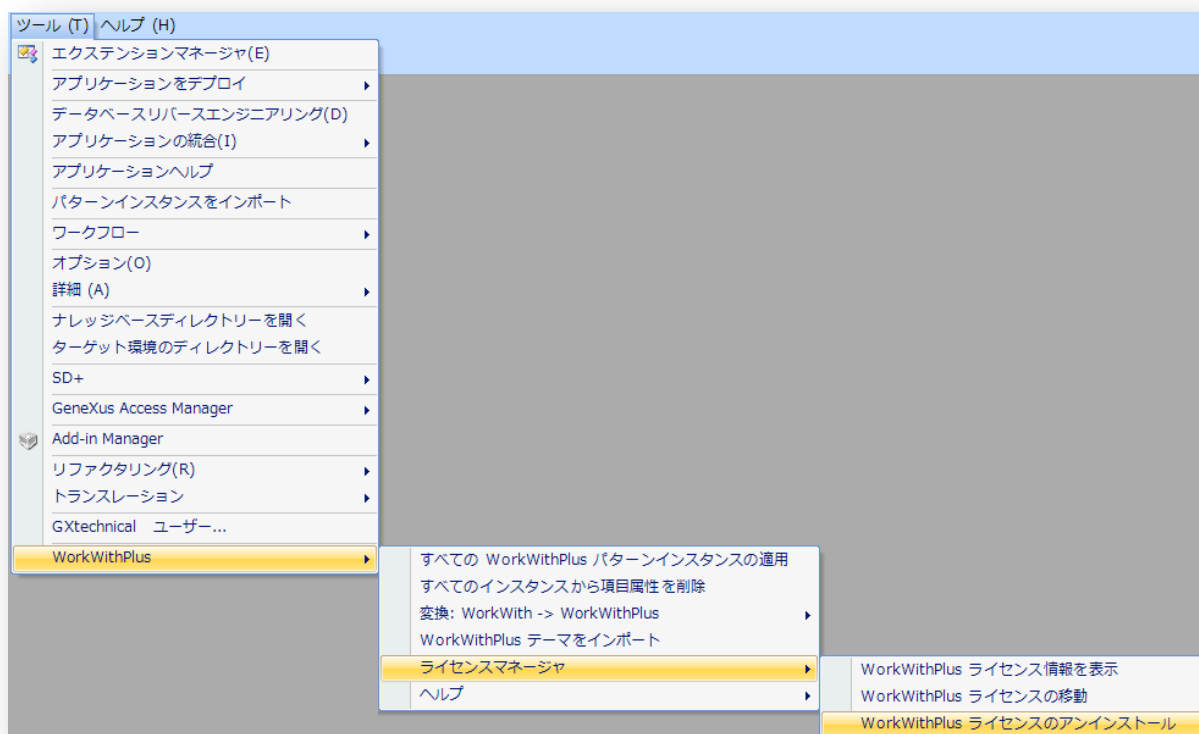 ツール (T) ヘルプ (H)
エクステンションマネージャ(E)
アプリケーションをデプロイ
データベースリバースエンジニアリング(D)
アプリケーションの統合(I)
アプリケーションヘルプ
パターンインスタンスをインポート
ワークフロー
オプション(O)
詳細 (A)
ナレッジベースディレクトリーを開く
ターゲット環境のディレクトリーを開く
SD+
GeneXus Access Manager
Add-in Manager
リファクタリング(R)
トランスレーション
GXtechnical　ユーザー...
WorkWithPlus
すべての WorkWithPlus パターンインスタンスの適用
すべてのインスタンスから項目属性を削除
変換: WorkWith -> WorkWithPlus
WorkWithPlus テーマをインポート
ライセンスマネージャ
ヘルプ
WorkWithPlus ライセンス情報を表示
WorkWithPlus ライセンスの移動
WorkWithPlus ライセンスのアンインストール